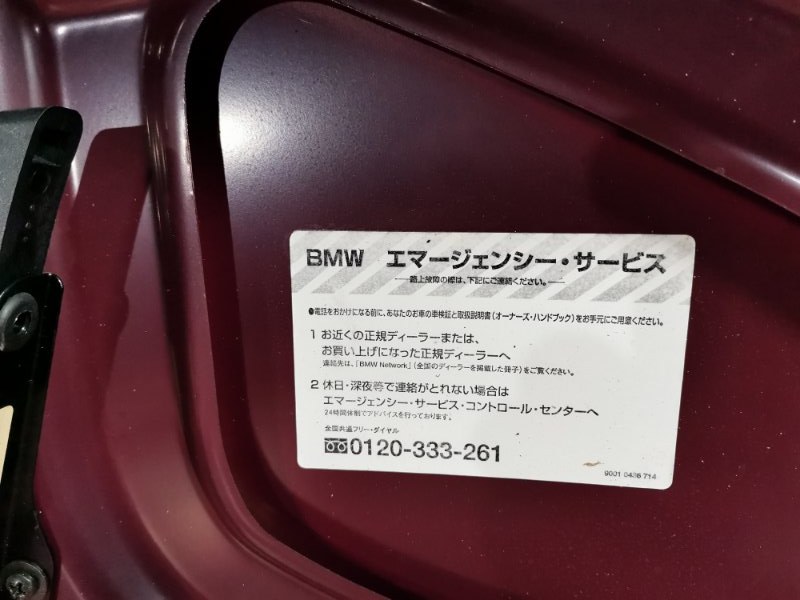 BMW エマージェンシー・サービス
路上故障の際は、下記にご連絡ください。
●電話をおかけになる前に、あなたのお車の車検証と取扱説明書（オーナーズ・ハンドブック）をお手元にご用意ください。
1 お近くの正規ディーラーまたは、
お買い上げになった正規ディーラーへ
連絡先は、「BMW Network」（全国のディーラーを掲載した冊子）をご覧ください。
2 休日・深夜等で連絡がとれない場合は
エマージェンシー・サービス・コントロール・センターへ
24時間体制でアドバイスを行っております。
全国共通フリー・ダイヤル
0120-333-261
9001 0436 714